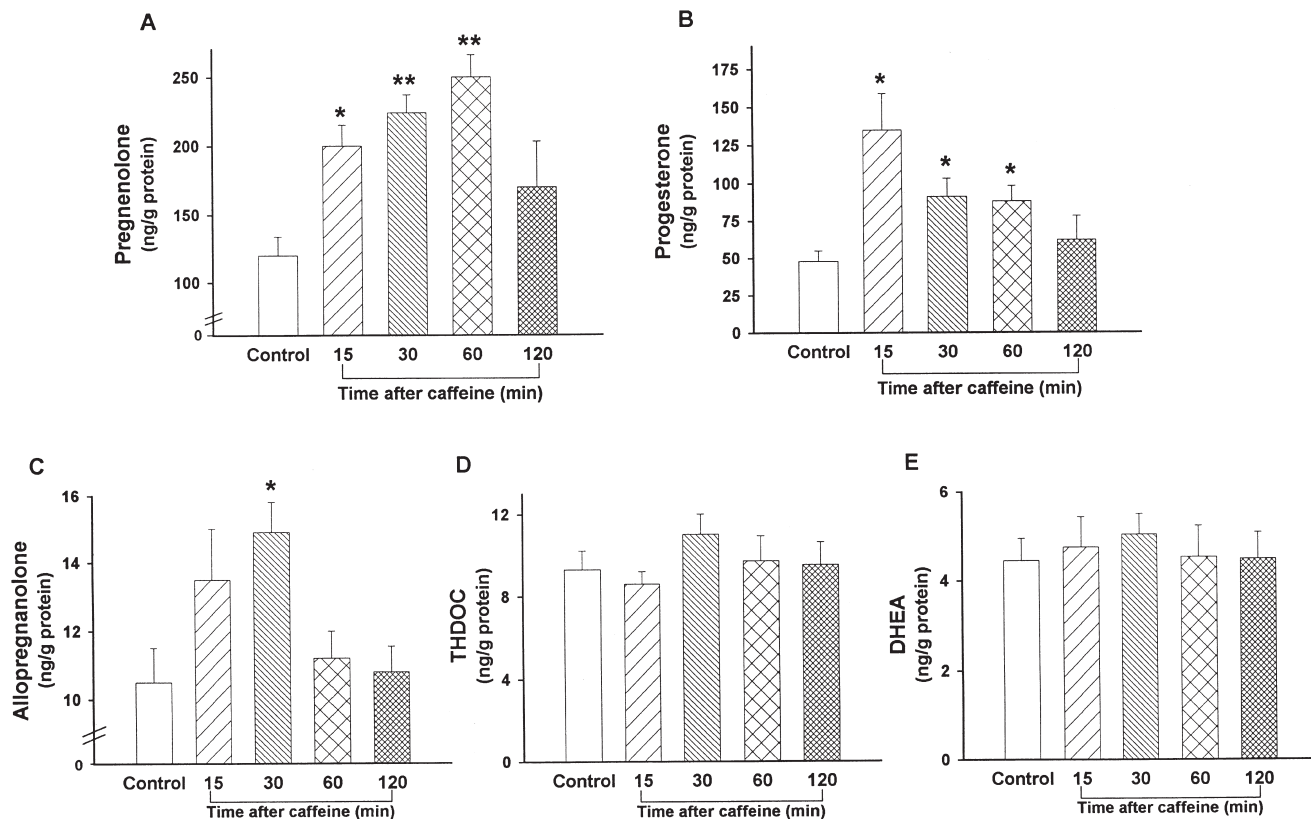 A
Pregnenolone
(ng/g protein)
250
200
150
100
0
*
**
**
Control 15 30 60 120
Time after caffeine (min)
B
Progesterone
(ng/g protein)
175
150
125
100
75
50
25
0
*
*
*
Control 15 30 60 120
Time after caffeine (min)
C
Allopregnanolone
(ng/g protein)
16
14
12
10
0
*
Control 15 30 60 120
Time after caffeine (min)
D
THDOC
(ng/g protein)
12
8
4
0
Control 15 30 60 120
Time after caffeine (min)
E
DHEA
(ng/g protein)
6
4
2
0
Control 15 30 60 120
Time after caffeine (min)